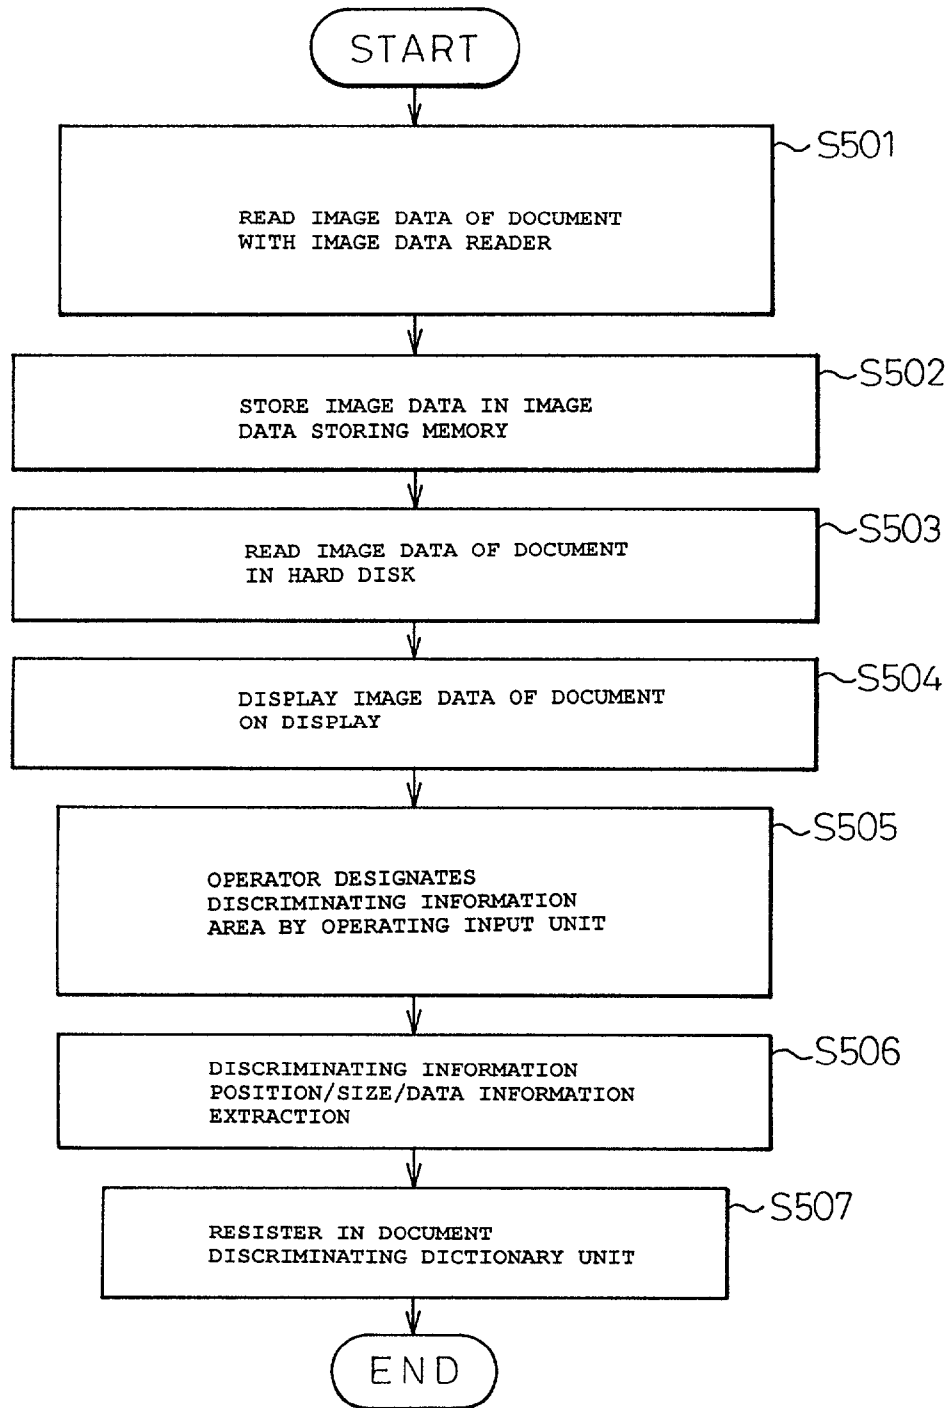 START
S501
READ IMAGE DATA OF DOCUMENT
WITH IMAGE DATA READER
S502
STORE IMAGE DATA IN IMAGE
DATA STORING MEMORY
S503
READ IMAGE DATA OF DOCUMENT
IN HARD DISK
S504
DISPLAY IMAGE DATA OF DOCUMENT
ON DISPLAY
S505
OPERATOR DESIGNATES
DISCRIMINATING INFORMATION
AREA BY OPERATING INPUT UNIT
S506
DISCRIMINATING INFORMATION
POSITION/SIZE/DATA INFORMATION
EXTRACTION
S507
RESISTER IN DOCUMENT
DISCRIMINATING DICTIONARY UNIT
END